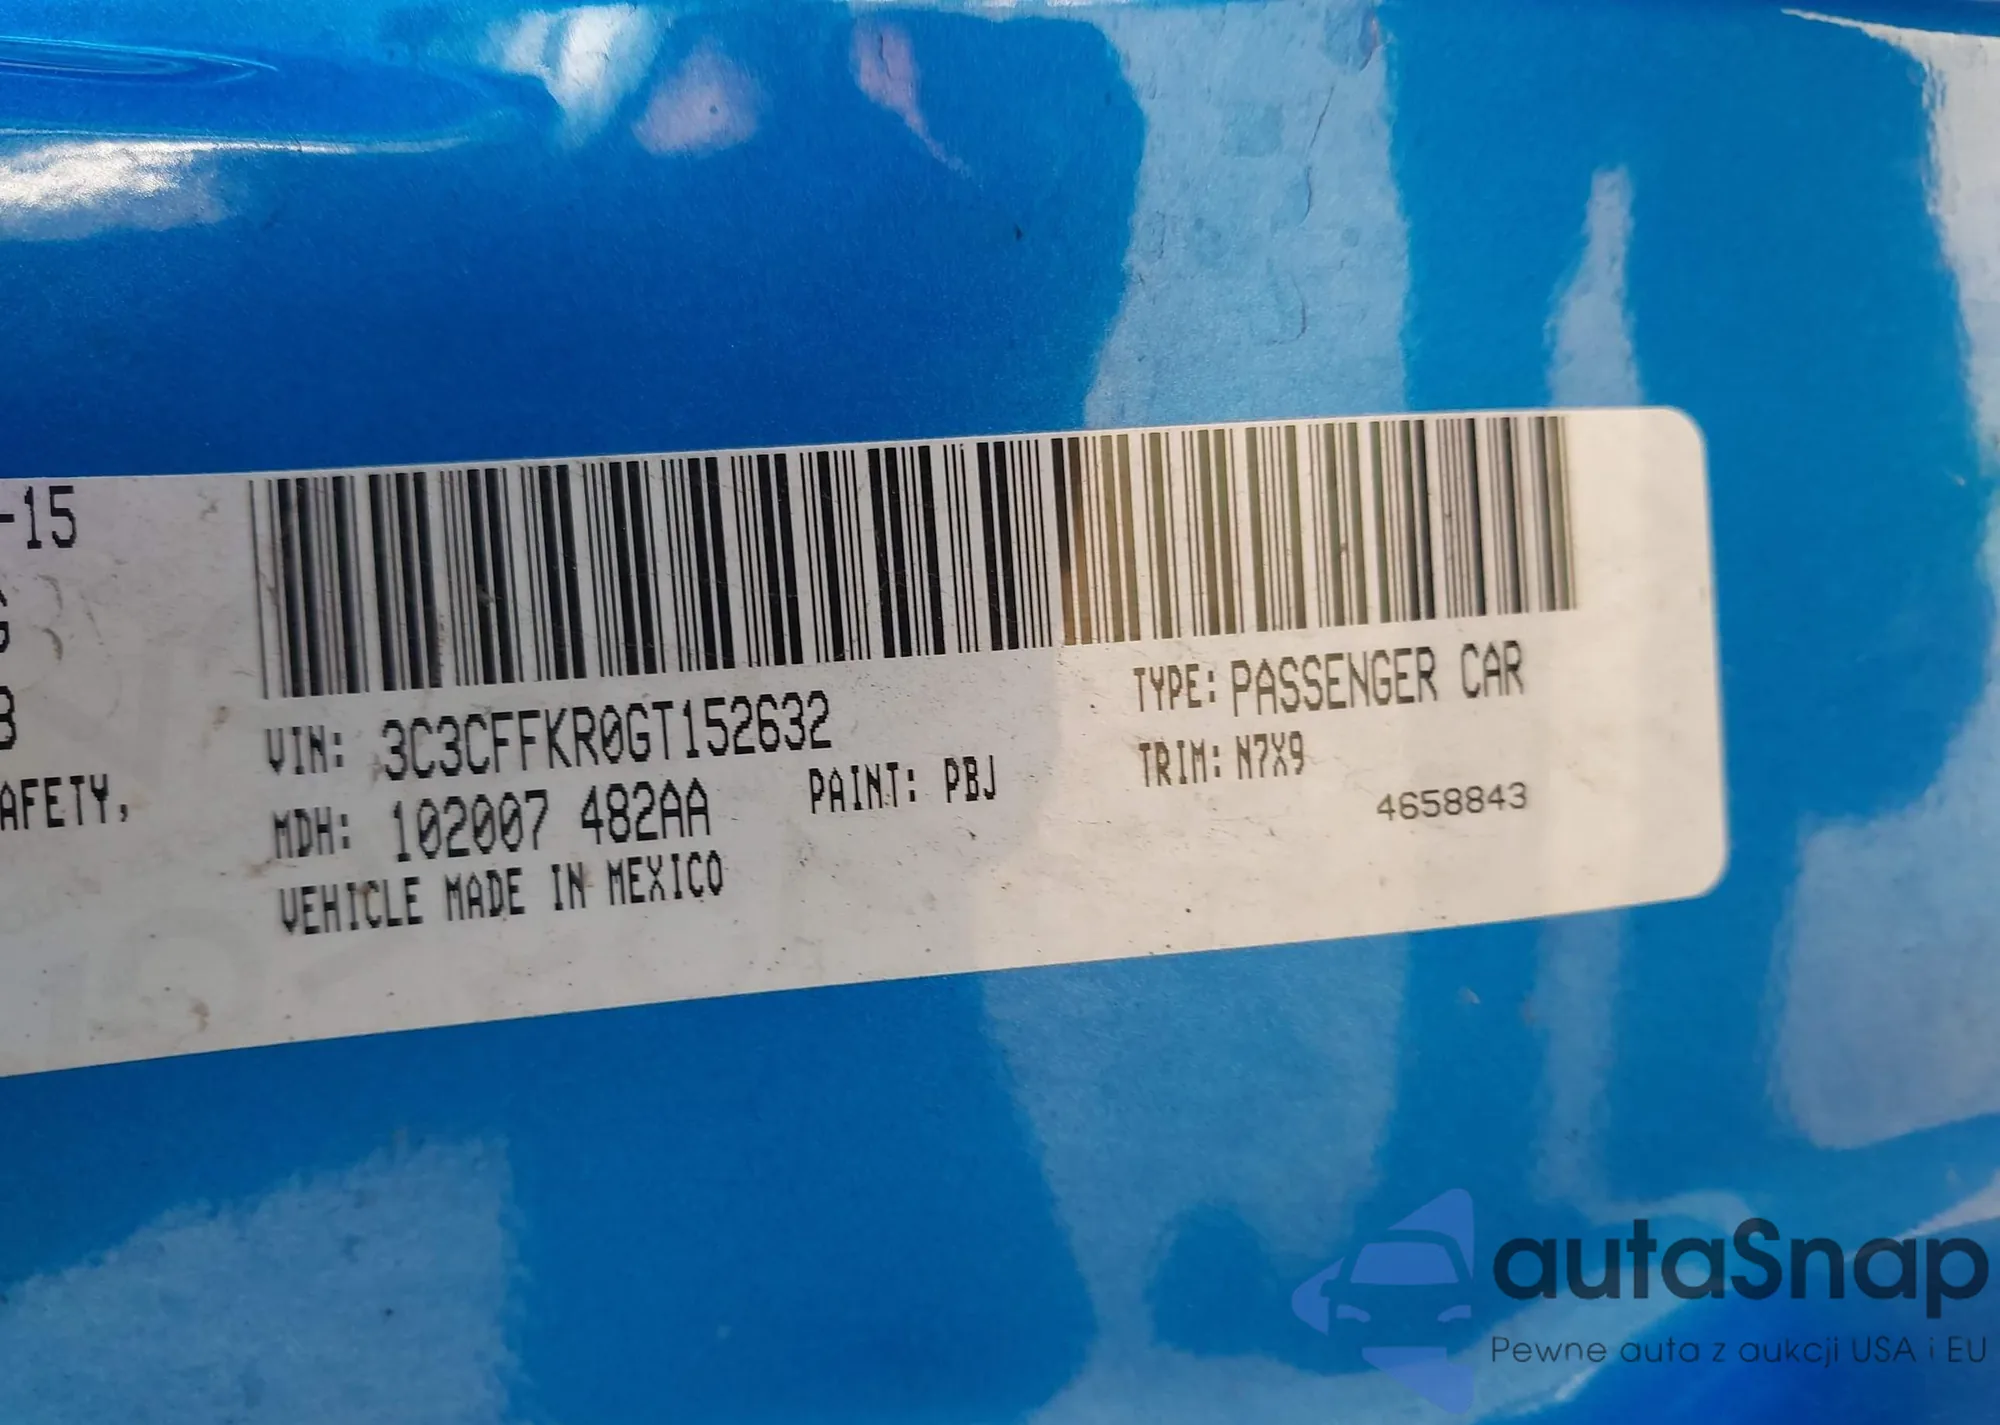 -15
3
AFETY,
VIN: 3C3CFFKR0GT152632
TYPE: PASSENGER CAR
MDH: 102007 482AA
PAINT: PBJ
TRIM: N7X9
VEHICLE MADE IN MEXICO
4658843
autaSnap
Pewne auta z aukcji USA i EU